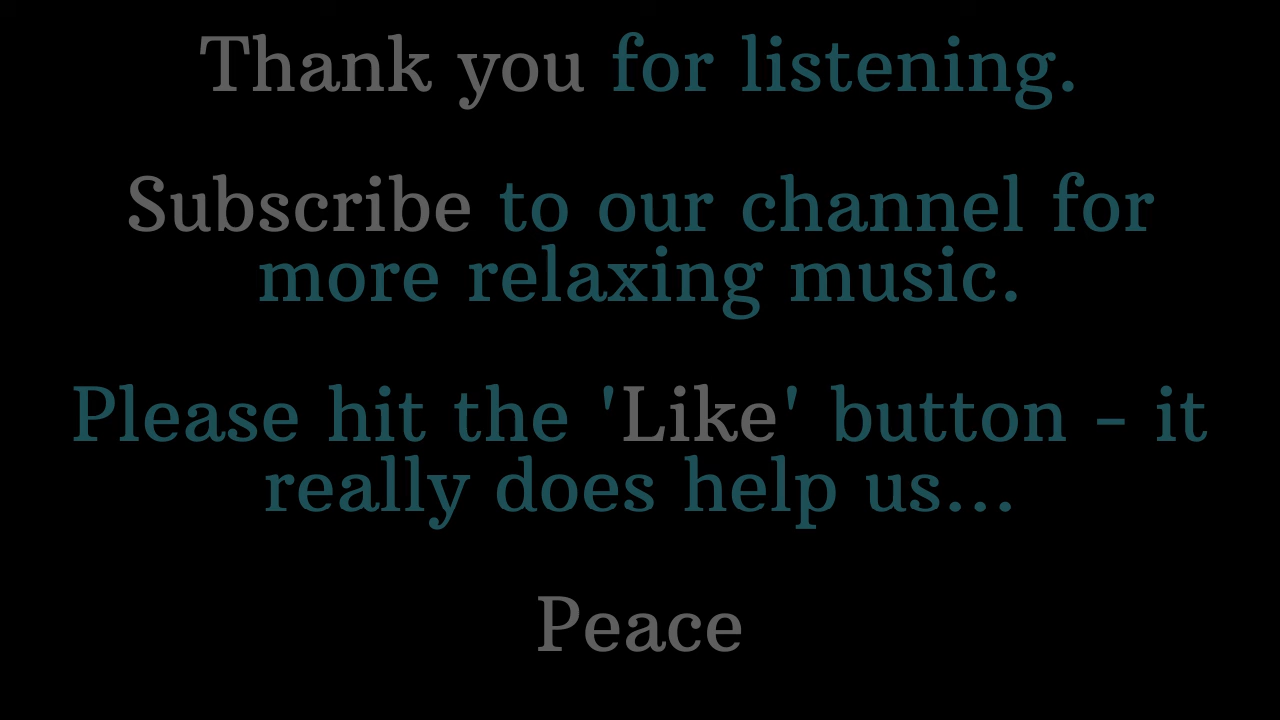 Thank you for listening.
Subscribe to our channel for
more relaxing music.
Please hit the 'Like' button - it
really does help us...
Peace